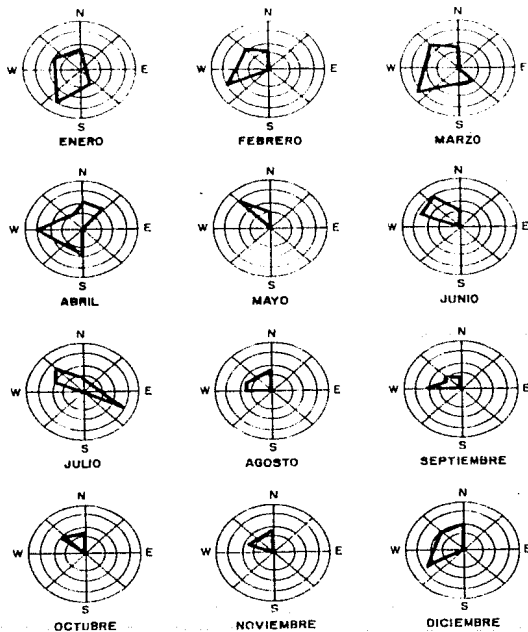 N N N
W E W E W E
S S S
ENERO FEBRERO MARZO
N N N
W E W E W E
S S S
ABRIL MAYO JUNIO
N N N
W E W E W E
S S S
JULIO AGOSTO SEPTIEMBRE
N N N
W E W E W E
S S S
OCTUBRE NOVIEMBRE DICIEMBRE